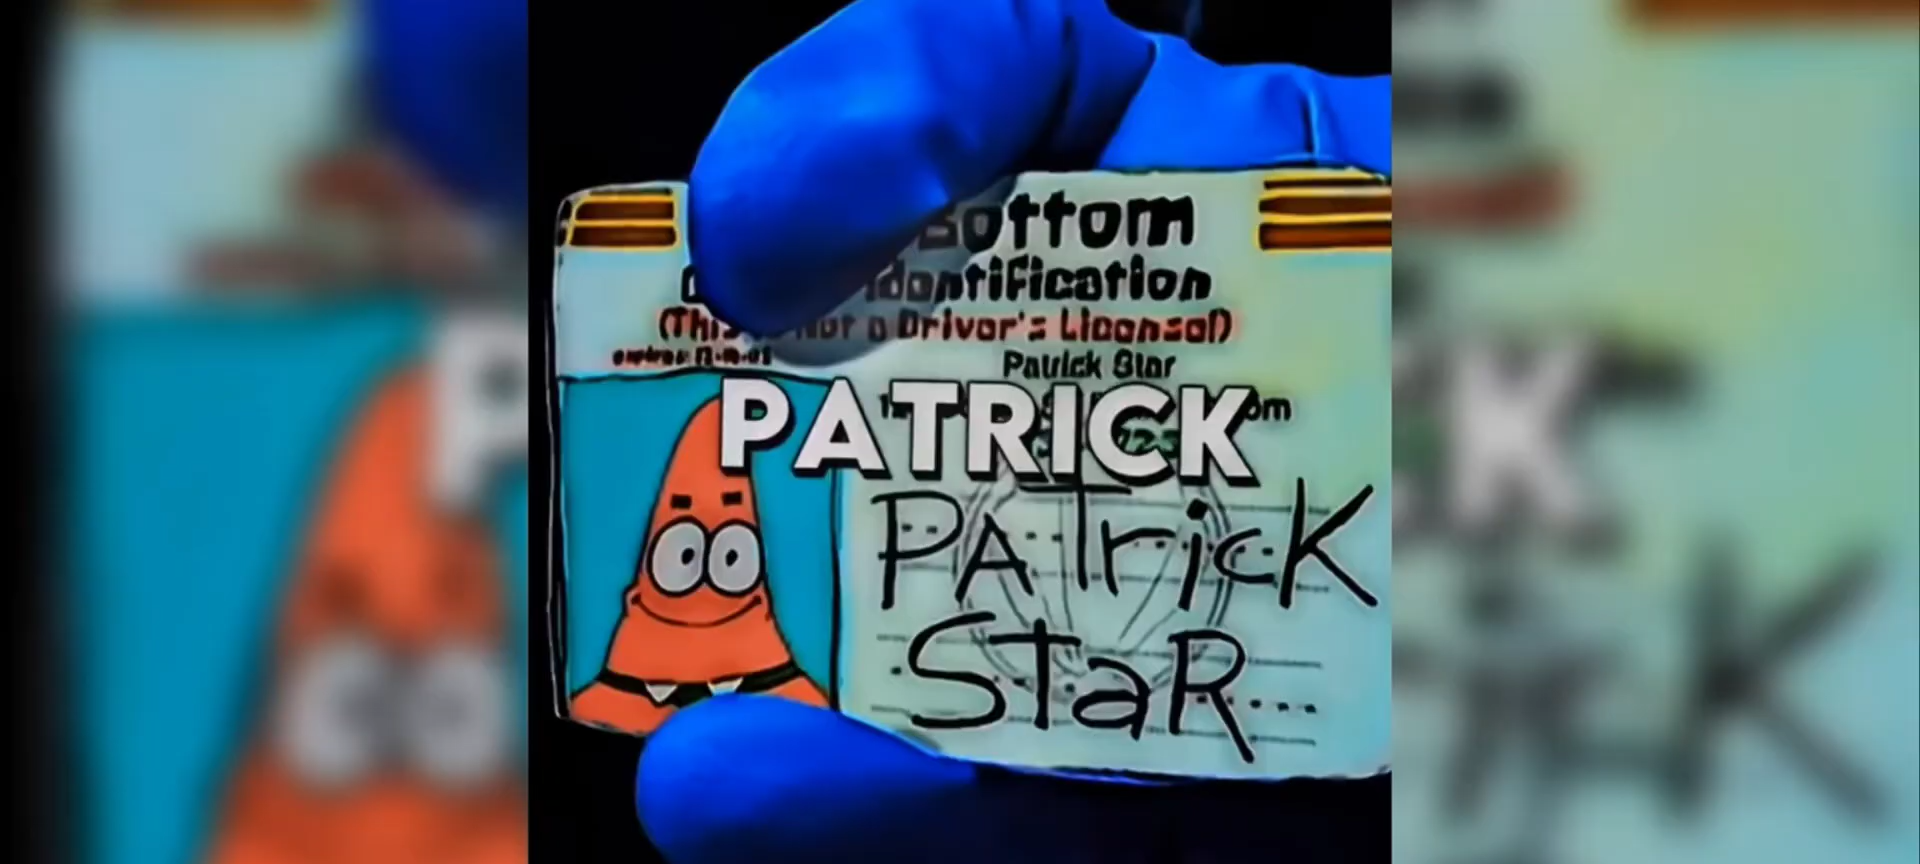 Bottom
Identification
(This is not a Driver's License!)
Patrick Star
PATRICK
PATrick
STaR